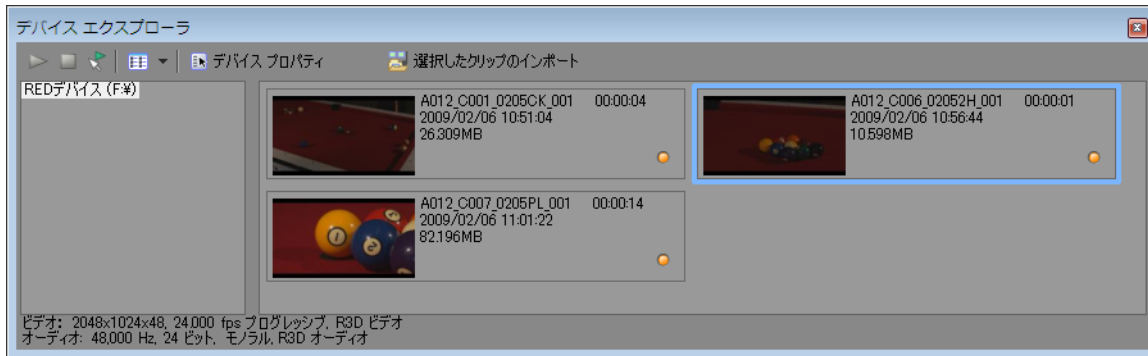 デバイス エクスプローラ
デバイス プロパティ
選択したクリップのインポート
REDデバイス (F:¥)
A012_C001_0205CK_001 00:00:04
2009/02/06 10:51:04
26.309MB
A012_C006_02052H_001 00:00:01
2009/02/06 10:56:44
10.598MB
A012_C007_0205PL_001 00:00:14
2009/02/06 11:01:22
82.196MB
ビデオ: 2048x1024x48, 24.000 fps プログレッシブ, R3D ビデオ
オーディオ: 48,000 Hz, 24 ビット, モノラル, R3D オーディオ